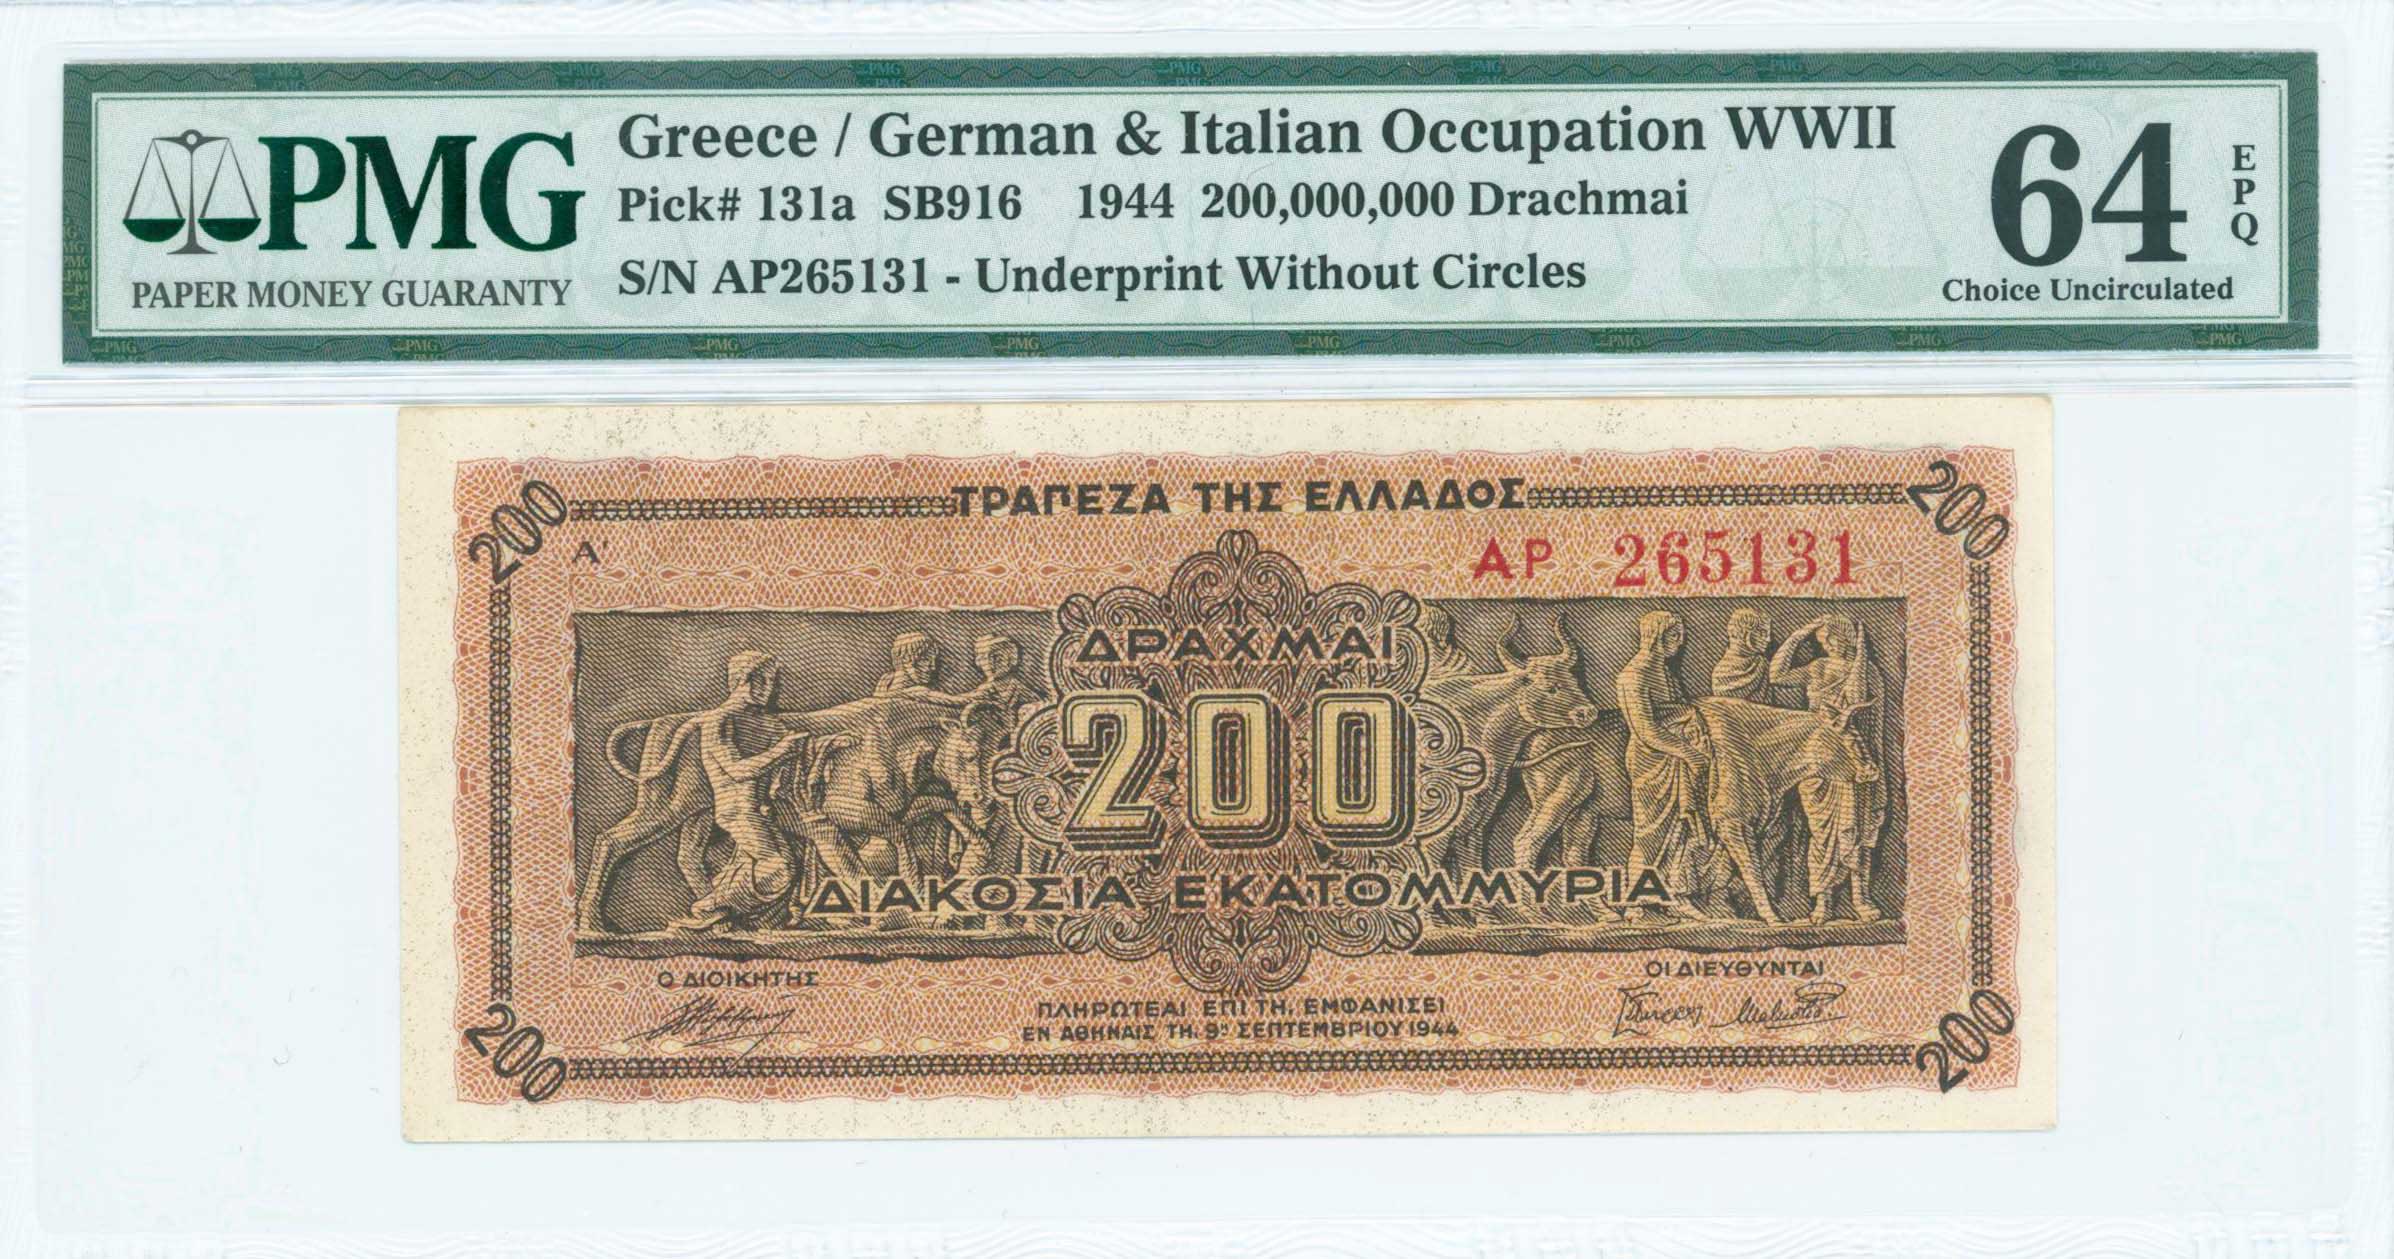 PMG
PAPER MONEY GUARANTY
Greece / German & Italian Occupation WWII
Pick# 131a SB916 1944 200,000,000 Drachmai
S/N AP265131 - Underprint Without Circles
64
EPQ
Choice Uncirculated
200
ΤΡΑΠΕΖΑ ΤΗΣ ΕΛΛΑΔΟΣ
200
Α'
ΑΡ 265131
ΔΡΑΧΜΑΙ
200
ΔΙΑΚΟΣΙΑ ΕΚΑΤΟΜΜΥΡΙΑ
Ο ΔΙΟΙΚΗΤΗΣ
ΟΙ ΔΙΕΥΘΥΝΤΑΙ
ΠΛΗΡΩΤΕΑΙ ΕΠΙ ΤΗ, ΕΜΦΑΝΙΣΕΙ
ΕΝ ΑΘΗΝΑΙΣ ΤΗ, 9ῃ ΣΕΠΤΕΜΒΡΙΟΥ 1944
200
200